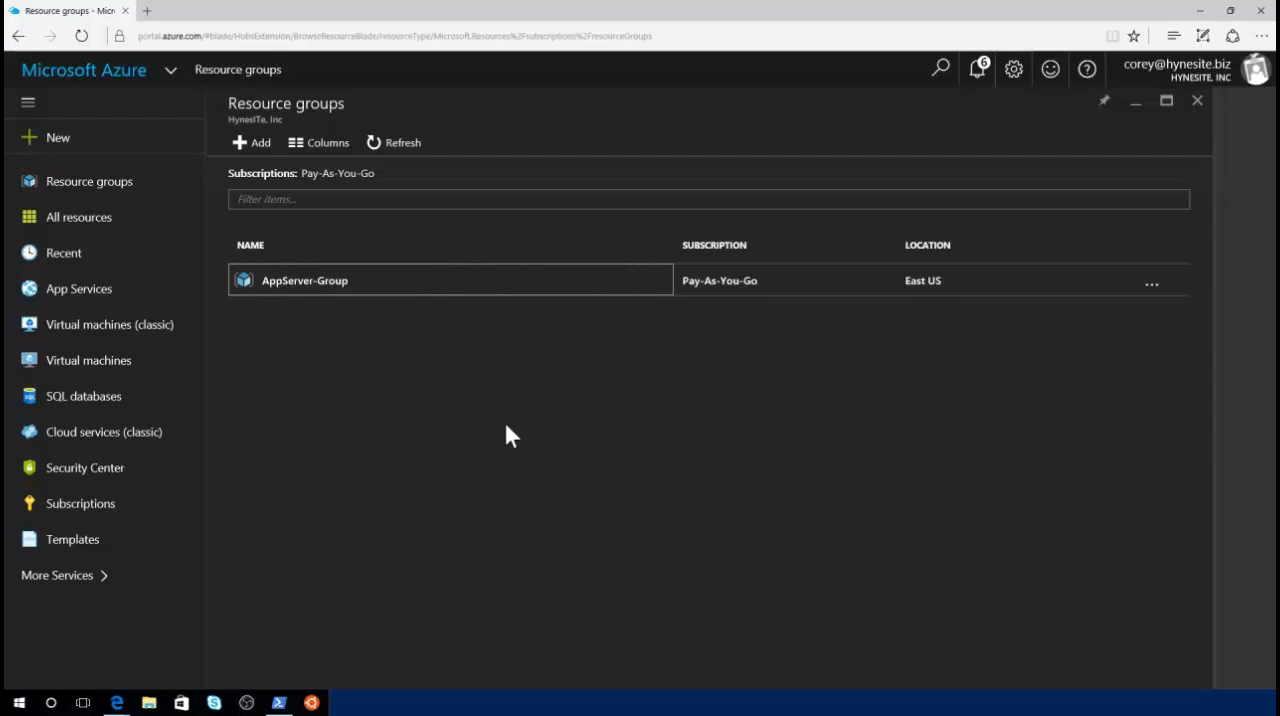 Resource groups - Micr
portal.azure.com/#blade/HubsExtension/BrowseResourceBlade/resourceType/Microsoft.Resources%2Fsubscriptions%2FresourceGroups
Microsoft Azure
Resource groups
6
corey@hynesite.biz
HYNESITE, INC
Resource groups
HynesITe, Inc
Add
Columns
Refresh
New
Subscriptions: Pay-As-You-Go
Filter items...
Resource groups
All resources
Recent
App Services
Virtual machines (classic)
Virtual machines
SQL databases
Cloud services (classic)
Security Center
Subscriptions
Templates
More Services
NAME SUBSCRIPTION LOCATION
AppServer-Group Pay-As-You-Go East US